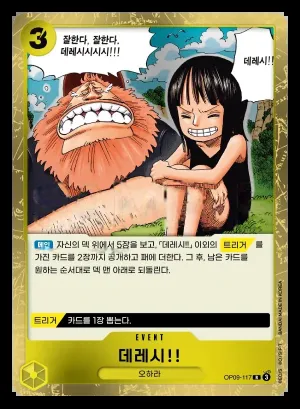 3
잘한다, 잘한다.
데레시시시시!!!
데레시!!
메인 자신의 덱 위에서 5장을 보고, 「데레시!!」 이외의 트리거 를
가진 카드를 2장까지 공개하고 패에 더한다. 그 후, 남은 카드를
원하는 순서대로 덱 맨 아래로 되돌린다.
트리거 카드를 1장 뽑는다.
EVENT
데레시!!
오하라
OP09-117 R 3